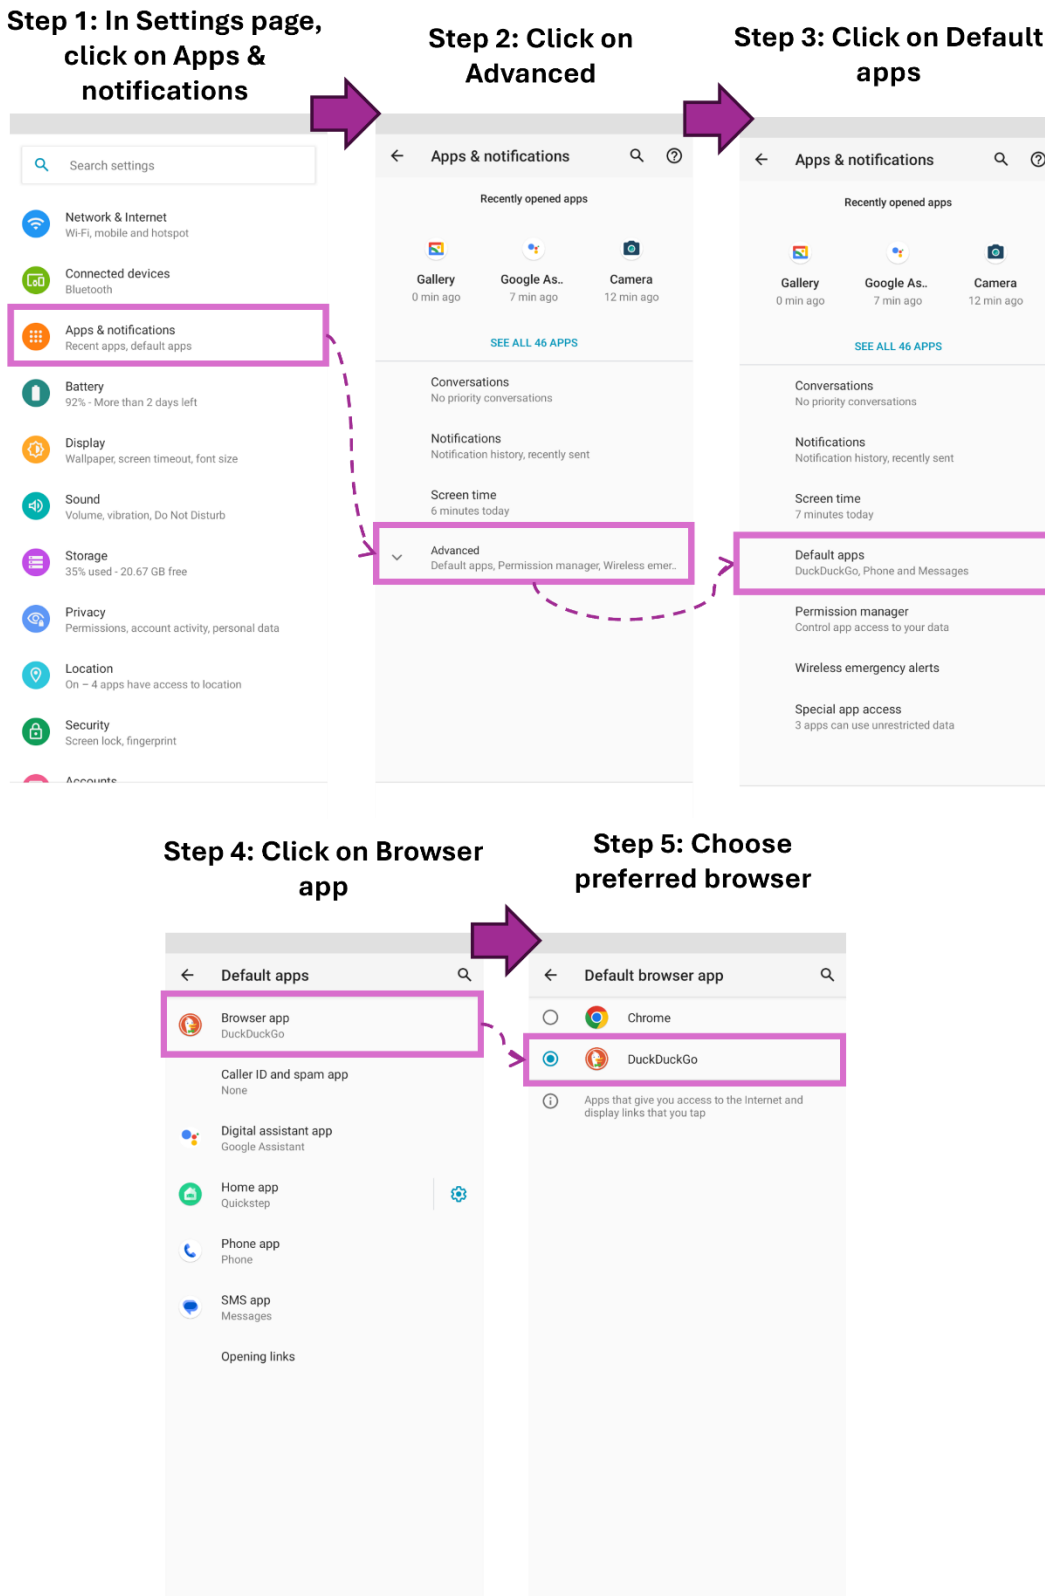 Step 1: In Settings page,
click on Apps &
notifications
Step 2: Click on
Advanced
Step 3: Click on Default
apps
Search settings
Network & Internet
Wi-Fi, mobile and hotspot
Connected devices
Bluetooth
Apps & notifications
Recent apps, default apps
Battery
92% - More than 2 days left
Display
Wallpaper, screen timeout, font size
Sound
Volume, vibration, Do Not Disturb
Storage
35% used - 20.67 GB free
Privacy
Permissions, account activity, personal data
Location
On – 4 apps have access to location
Security
Screen lock, fingerprint
Accounts
Apps & notifications
Recently opened apps
Gallery Google As.. Camera
0 min ago 7 min ago 12 min ago
SEE ALL 46 APPS
Conversations
No priority conversations
Notifications
Notification history, recently sent
Screen time
6 minutes today
Advanced
Default apps, Permission manager, Wireless emer..
Apps & notifications
Recently opened apps
Gallery Google As.. Camera
0 min ago 7 min ago 12 min ago
SEE ALL 46 APPS
Conversations
No priority conversations
Notifications
Notification history, recently sent
Screen time
7 minutes today
Default apps
DuckDuckGo, Phone and Messages
Permission manager
Control app access to your data
Wireless emergency alerts
Special app access
3 apps can use unrestricted data
Step 4: Click on Browser
app
Step 5: Choose
preferred browser
Default apps
Browser app
DuckDuckGo
Caller ID and spam app
None
Digital assistant app
Google Assistant
Home app
Quickstep
Phone app
Phone
SMS app
Messages
Opening links
Default browser app
Chrome
DuckDuckGo
Apps that give you access to the Internet and
display links that you tap